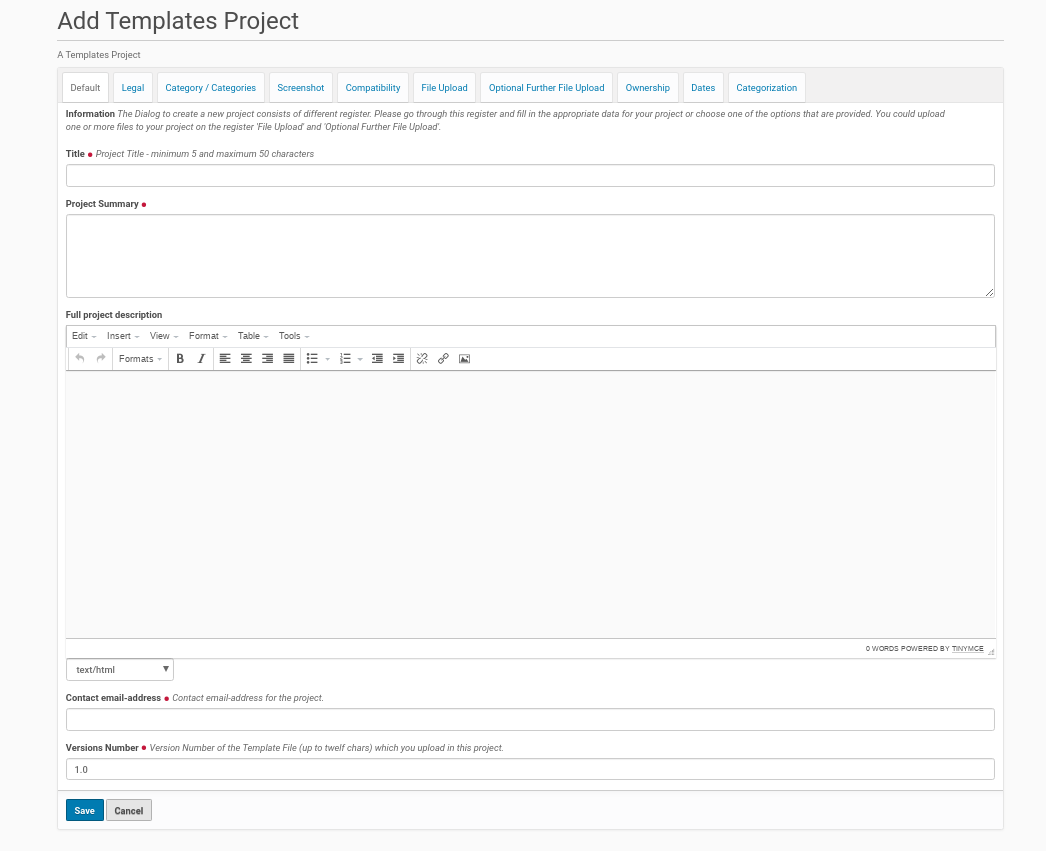 Add Templates Project
A Templates Project
Default Legal Category / Categories Screenshot Compatibility File Upload Optional Further File Upload Ownership Dates Categorization
Information The Dialog to create a new project consists of different register. Please go through this register and fill in the appropriate data for your project or choose one of the options that are provided. You could upload
one or more files to your project on the register 'File Upload' and 'Optional Further File Upload'.
Title Project Title - minimum 5 and maximum 50 characters
Project Summary
Full project description
Edit Insert View Format Table Tools
Formats B I
0 WORDS POWERED BY TINYMCE
text/html
Contact email-address Contact email-address for the project.
Versions Number Version Number of the Template File (up to twelf chars) which you upload in this project.
1.0
Save Cancel